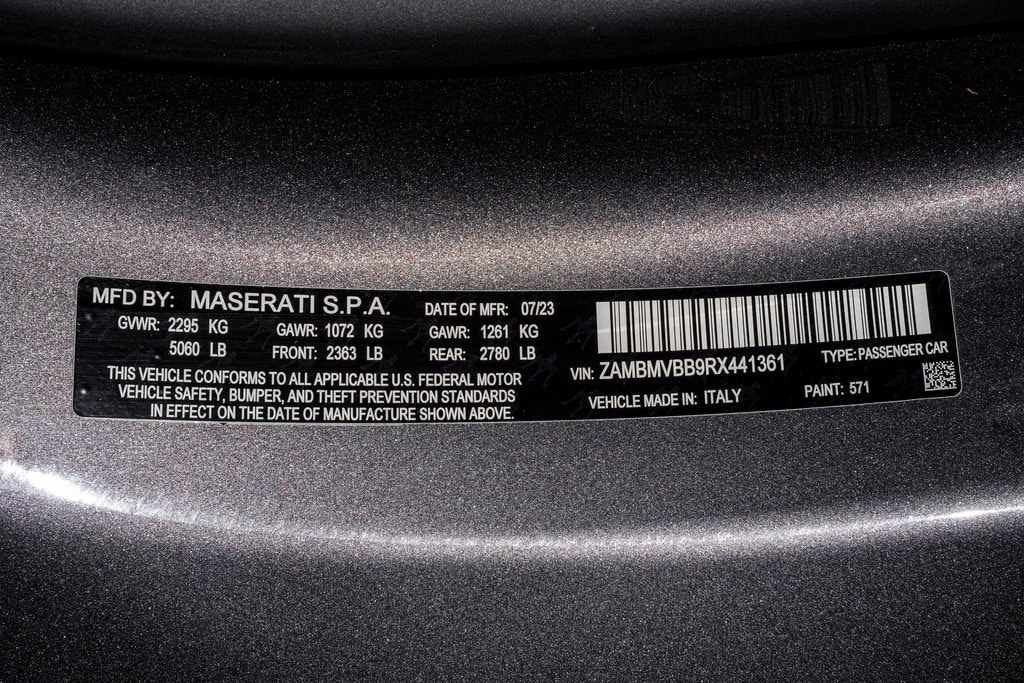 MFD BY: MASERATI S.P.A. DATE OF MFR: 07/23
GVWR: 2295 KG GAWR: 1072 KG GAWR: 1261 KG
5060 LB FRONT: 2363 LB REAR: 2780 LB
THIS VEHICLE CONFORMS TO ALL APPLICABLE U.S. FEDERAL MOTOR
VEHICLE SAFETY, BUMPER, AND THEFT PREVENTION STANDARDS
IN EFFECT ON THE DATE OF MANUFACTURE SHOWN ABOVE.
VIN: ZAMBMVBB9RX441361 TYPE: PASSENGER CAR
VEHICLE MADE IN: ITALY PAINT: 571